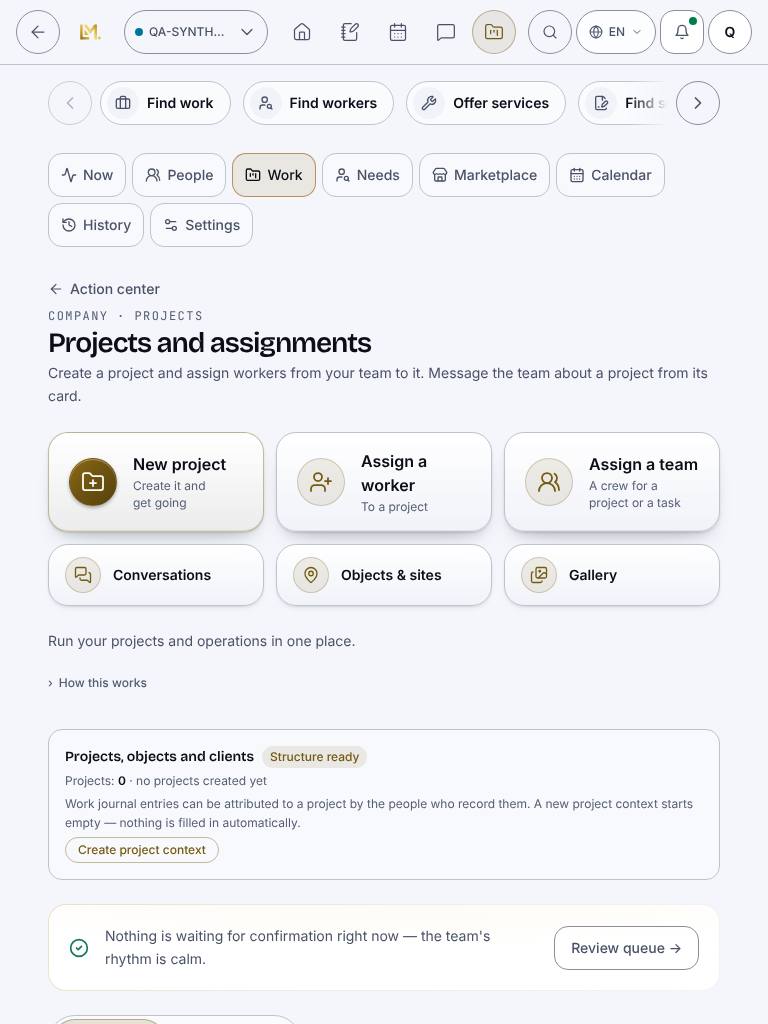 LM.
QA-SYNTH...
EN
Q
Find work
Find workers
Offer services
Find s
Now
People
Work
Needs
Marketplace
Calendar
History
Settings
← Action center
COMPANY · PROJECTS
Projects and assignments
Create a project and assign workers from your team to it. Message the team about a project from its
card.
New project
Create it and
get going
Assign a
worker
To a project
Assign a team
A crew for a
project or a task
Conversations
Objects & sites
Gallery
Run your projects and operations in one place.
› How this works
Projects, objects and clients
Structure ready
Projects: 0 · no projects created yet
Work journal entries can be attributed to a project by the people who record them. A new project context starts
empty — nothing is filled in automatically.
Create project context
Nothing is waiting for confirmation right now — the team's
rhythm is calm.
Review queue →